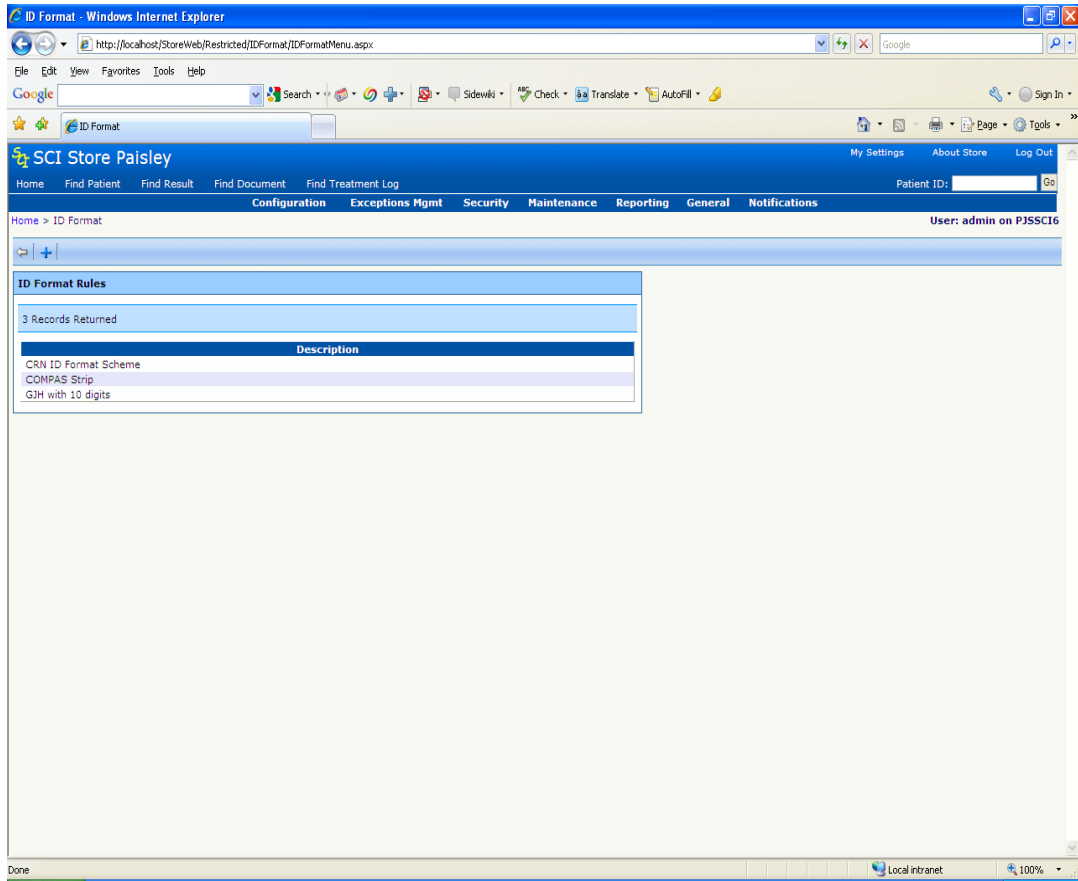 ID Format - Windows Internet Explorer
http://localhost/StoreWeb/Restricted/IDFormat/IDFormatMenu.aspx
Google
File Edit View Favorites Tools Help
Google Search Sidewiki ABC Check aa Translate AutoFill Sign In
ID Format Page Tools »
SCI Store Paisley My Settings About Store Log Out
Home Find Patient Find Result Find Document Find Treatment Log Patient ID: Go
Configuration Exceptions Mgmt Security Maintenance Reporting General Notifications
Home > ID Format User: admin on PJSSCI6
ID Format Rules
3 Records Returned
Description
CRN ID Format Scheme
COMPAS Strip
GJH with 10 digits
Done Local intranet 100%